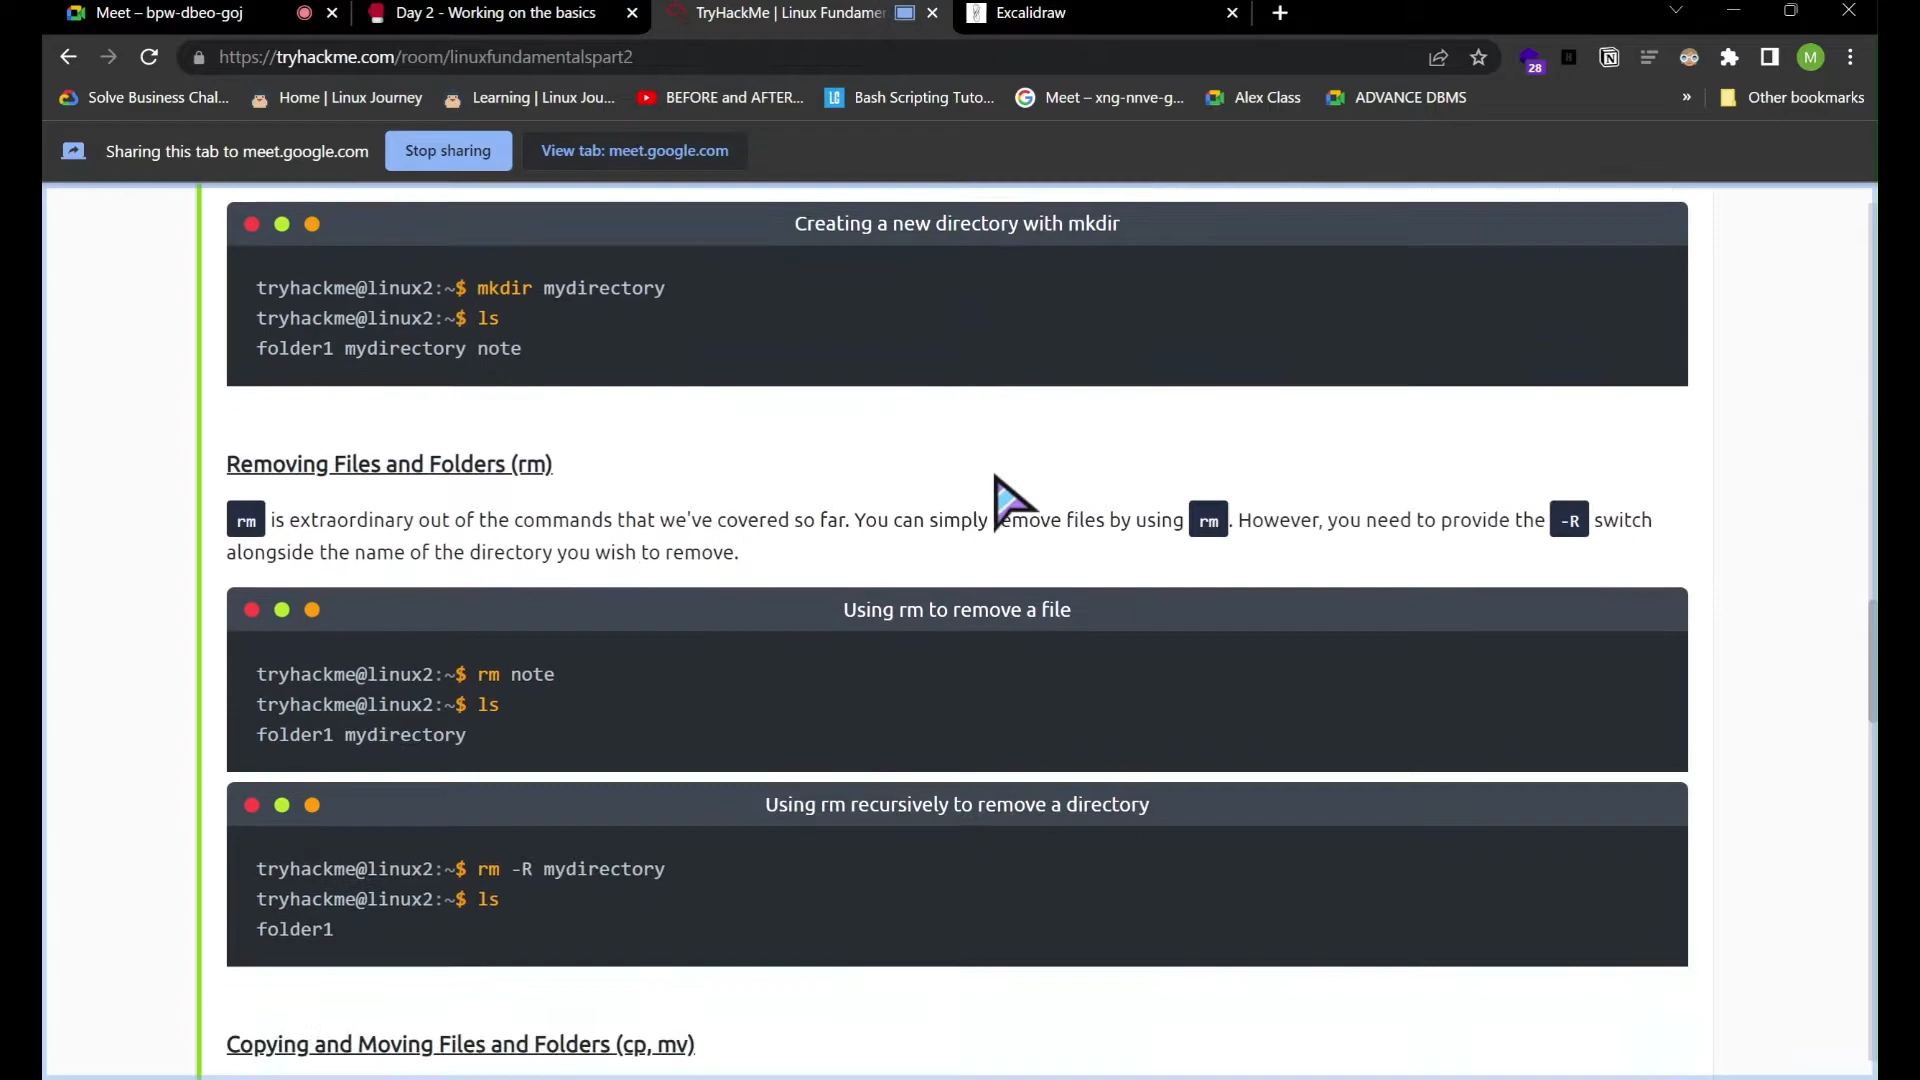 Meet – bpw-dbeo-goj
Day 2 - Working on the basics
TryHackMe | Linux Fundamen
Excalidraw
https://tryhackme.com/room/linuxfundamentalspart2
28
M
Solve Business Chal...
Home | Linux Journey
Learning | Linux Jou...
BEFORE and AFTER...
LC
Bash Scripting Tuto...
Meet – xng-nnve-g...
Alex Class
ADVANCE DBMS
»
Other bookmarks
Sharing this tab to meet.google.com
Stop sharing
View tab: meet.google.com
Creating a new directory with mkdir
tryhackme@linux2:~$ mkdir mydirectory
tryhackme@linux2:~$ ls
folder1 mydirectory note
Removing Files and Folders (rm)
rm is extraordinary out of the commands that we've covered so far. You can simply remove files by using rm. However, you need to provide the -R switch
alongside the name of the directory you wish to remove.
Using rm to remove a file
tryhackme@linux2:~$ rm note
tryhackme@linux2:~$ ls
folder1 mydirectory
Using rm recursively to remove a directory
tryhackme@linux2:~$ rm -R mydirectory
tryhackme@linux2:~$ ls
folder1
Copying and Moving Files and Folders (cp, mv)